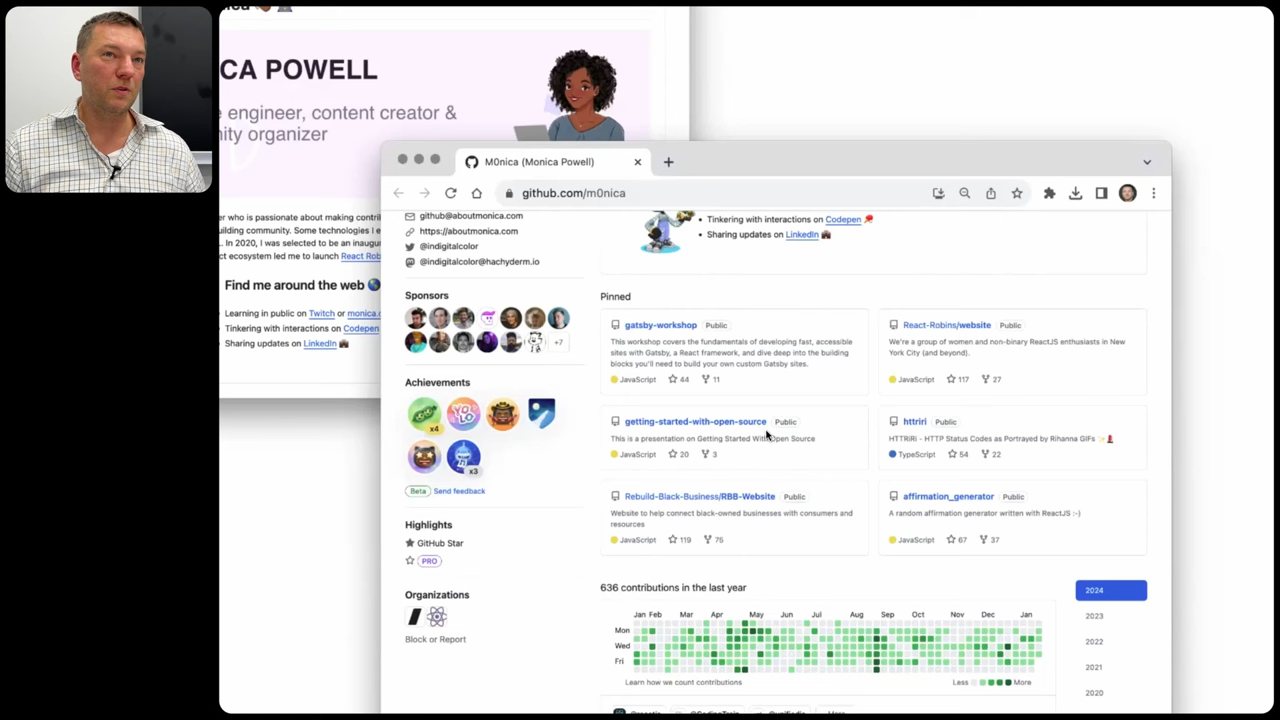 CA POWELL
e engineer, content creator &
nity organizer
er who is passionate about making contri
uilding community. Some technologies I e
. In 2020, I was selected to be an inaugur
ct ecosystem led me to launch React Rob
Find me around the web
Learning in public on Twitch or monica.c
Tinkering with interactions on Codepen
Sharing updates on LinkedIn
M0nica (Monica Powell)
github.com/m0nica
github@aboutmonica.com
https://aboutmonica.com
@indigitalcolor
@indigitalcolor@hachyderm.io
Sponsors
+7
Achievements
x4
YOLO
x3
Beta Send feedback
Highlights
GitHub Star
PRO
Organizations
Block or Report
• Tinkering with interactions on Codepen
• Sharing updates on LinkedIn
Pinned
gatsby-workshop Public
This workshop covers the fundamentals of developing fast, accessible
sites with Gatsby, a React framework, and dive deep into the building
blocks you'll need to build your own custom Gatsby sites.
JavaScript 44 11
React-Robins/website Public
We're a group of women and non-binary ReactJS enthusiasts in New
York City (and beyond).
JavaScript 117 27
getting-started-with-open-source Public
This is a presentation on Getting Started With Open Source
JavaScript 20 3
httriri Public
HTTRiRi - HTTP Status Codes as Portrayed by Rihanna GIFs
TypeScript 54 22
Rebuild-Black-Business/RBB-Website Public
Website to help connect black-owned businesses with consumers and
resources
JavaScript 119 75
affirmation_generator Public
A random affirmation generator written with ReactJS :-)
JavaScript 67 37
636 contributions in the last year
Jan Feb Mar Apr May Jun Jul Aug Sep Oct Nov Dec Jan
Mon
Wed
Fri
Learn how we count contributions
Less More
2024
2023
2022
2021
2020